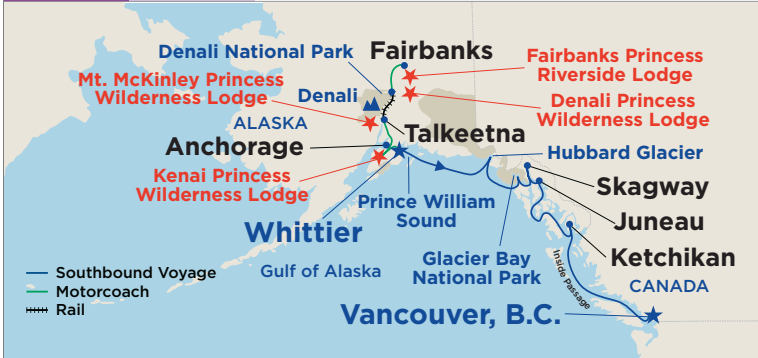 Denali National Park
Fairbanks
Fairbanks Princess
Riverside Lodge
Mt. McKinley Princess
Wilderness Lodge
Denali
Denali Princess
Wilderness Lodge
ALASKA
Talkeetna
Anchorage
Hubbard Glacier
Kenai Princess
Wilderness Lodge
Skagway
Prince William
Sound
Juneau
Whittier
Glacier Bay
National Park
Ketchikan
Gulf of Alaska
Inside Passage
CANADA
Southbound Voyage
Motorcoach
Rail
Vancouver, B.C.